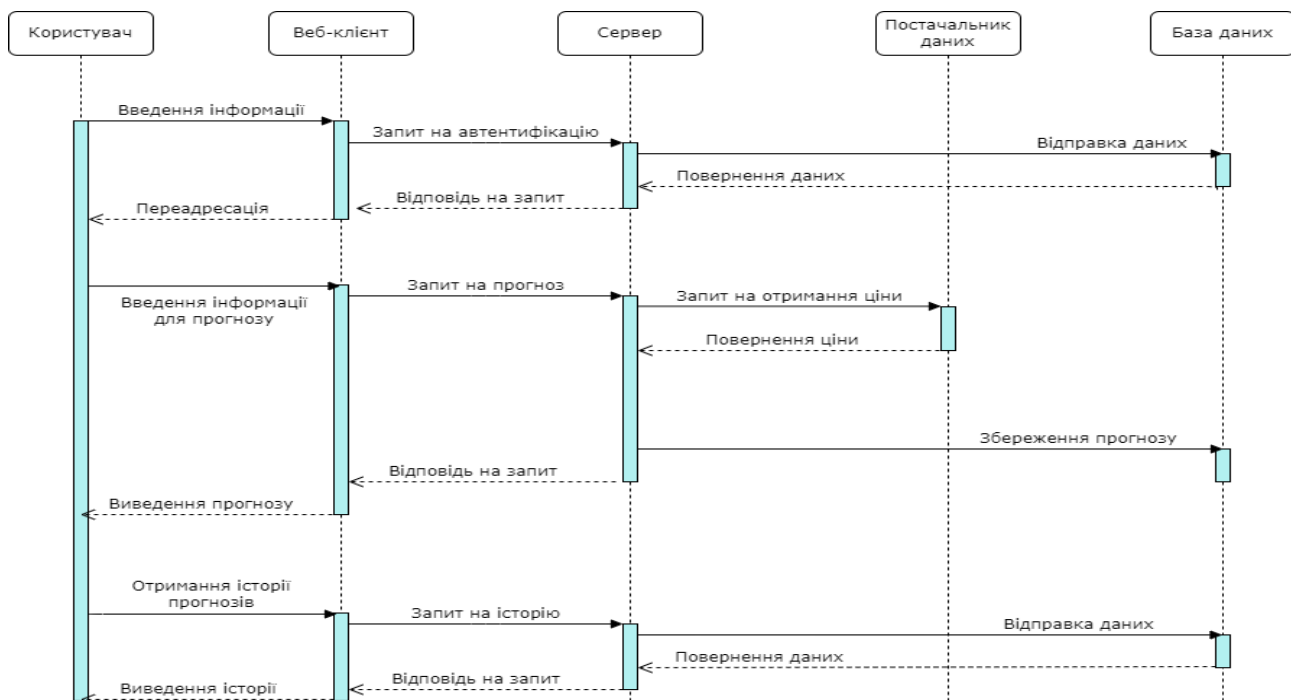 Користувач
Веб-клієнт
Сервер
Постачальник
даних
База даних
Введення інформації
Запит на автентифікацію
Відправка даних
Повернення даних
Відповідь на запит
Переадресація
Введення інформації
для прогнозу
Запит на прогноз
Запит на отримання ціни
Повернення ціни
Збереження прогнозу
Відповідь на запит
Виведення прогнозу
Отримання історії
прогнозів
Запит на історію
Відправка даних
Повернення даних
Відповідь на запит
Виведення історії